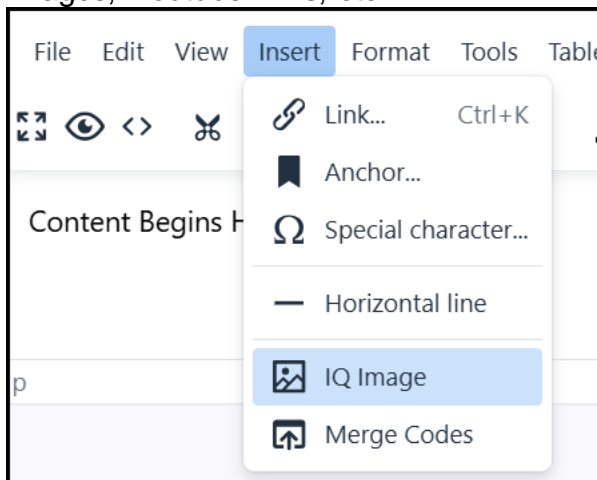 File Edit View Insert Format Tools Table
Link... Ctrl+K
Anchor...
Content Begins H
Special character...
Horizontal line
p
IQ Image
Merge Codes